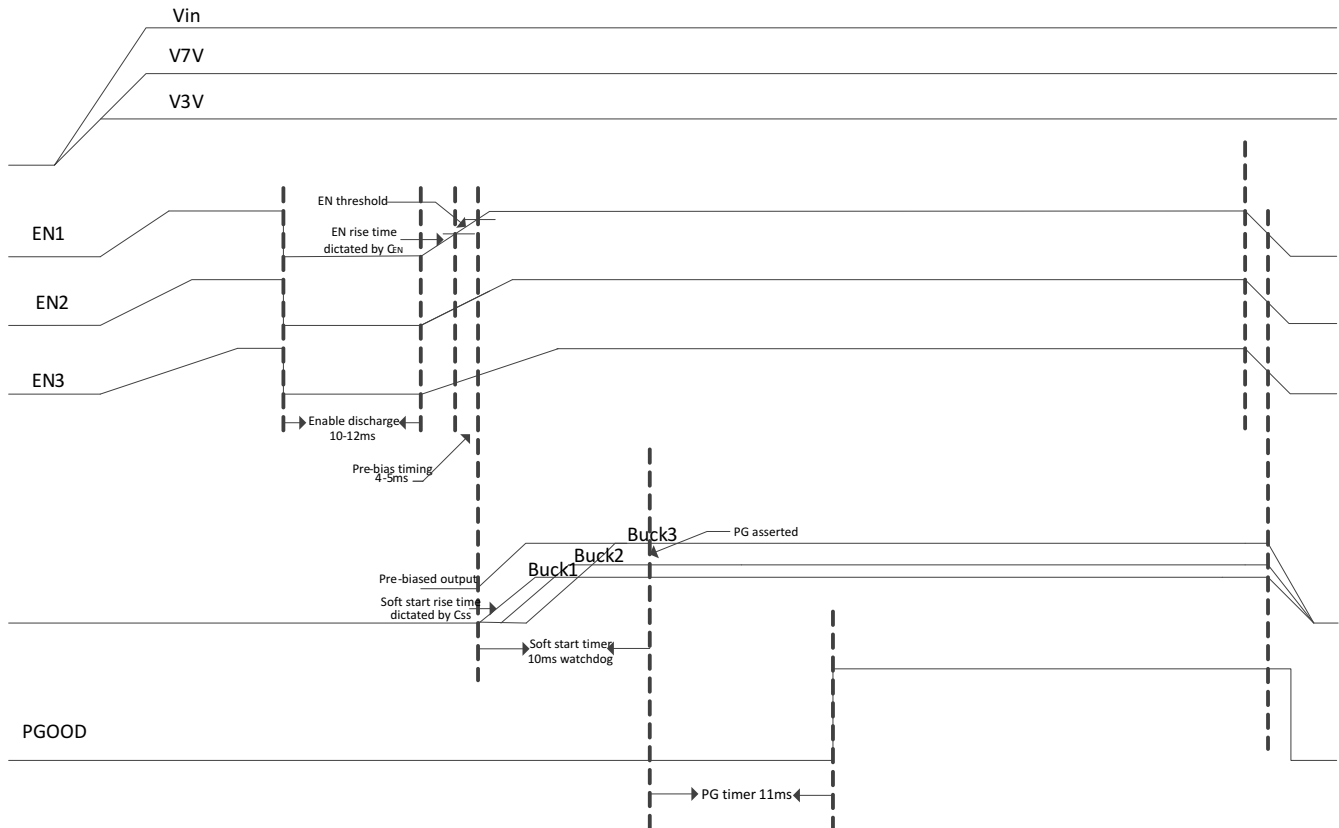 Vin
V7V
V3V
EN threshold
EN1
EN rise time
dictated by CEN
EN2
EN3
Enable discharge
10-12ms
Pre-bias timing
4-5ms
Buck3
PG asserted
Buck2
Buck1
Pre-biased output
Soft start rise time
dictated by Css
Soft start timer
10ms watchdog
PGOOD
PG timer 11ms